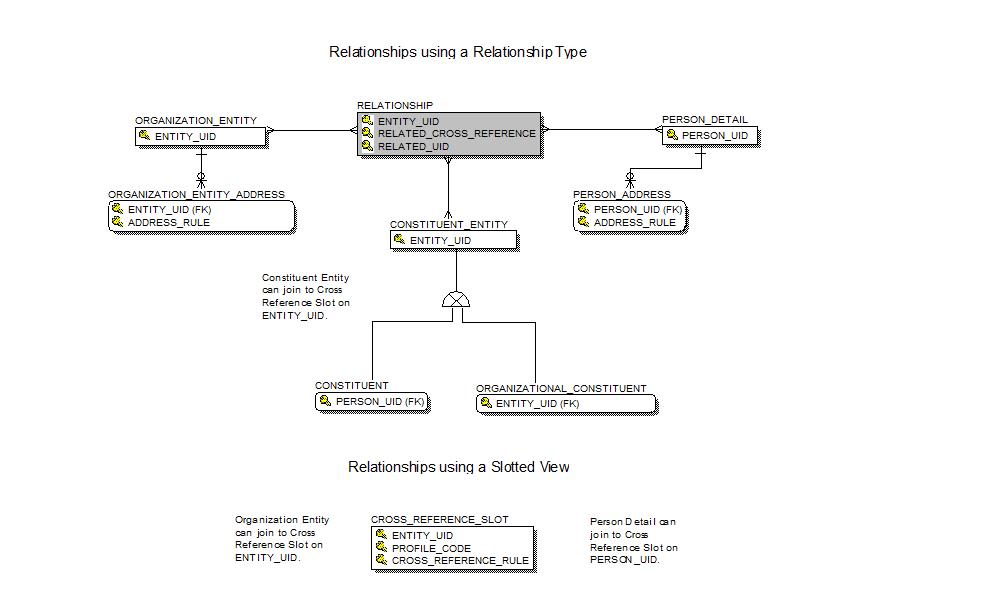 Relationships using a Relationship Type
RELATIONSHIP
ENTITY_UID
RELATED_CROSS_REFERENCE
RELATED_UID
ORGANIZATION_ENTITY
ENTITY_UID
PERSON_DETAIL
PERSON_UID
ORGANIZATION_ENTITY_ADDRESS
ENTITY_UID (FK)
ADDRESS_RULE
PERSON_ADDRESS
PERSON_UID (FK)
ADDRESS_RULE
CONSTITUENT_ENTITY
ENTITY_UID
Constituent Entity
can join to Cross
Reference Slot on
ENTITY_UID.
CONSTITUENT
PERSON_UID (FK)
ORGANIZATIONAL_CONSTITUENT
ENTITY_UID (FK)
Relationships using a Slotted View
Organization Entity
can join to Cross
Reference Slot on
ENTITY_UID.
CROSS_REFERENCE_SLOT
ENTITY_UID
PROFILE_CODE
CROSS_REFERENCE_RULE
Person Detail can
join to Cross
Reference Slot on
PERSON_UID.